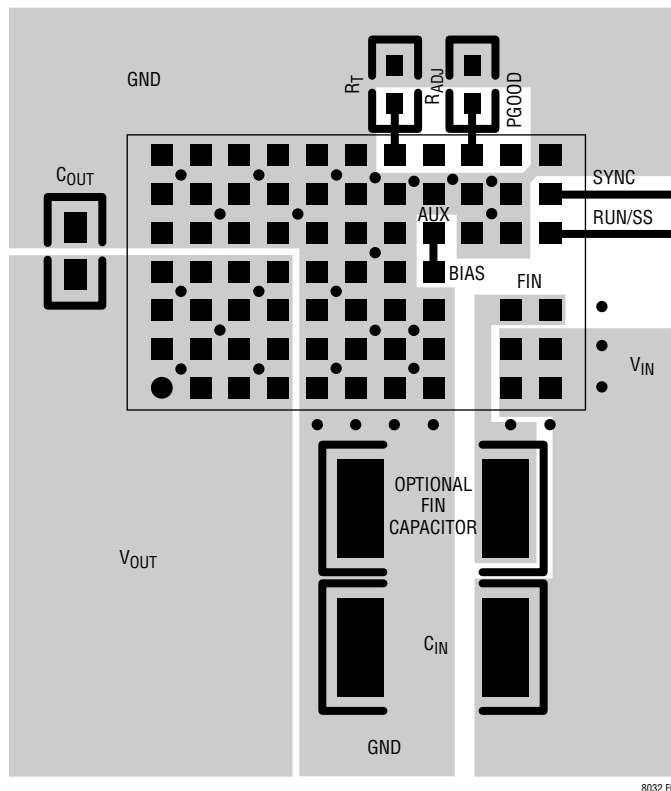 GND
RT
RADJ
PGOOD
COUT
SYNC
AUX
RUN/SS
BIAS
FIN
VIN
OPTIONAL
FIN
CAPACITOR
VOUT
CIN
GND